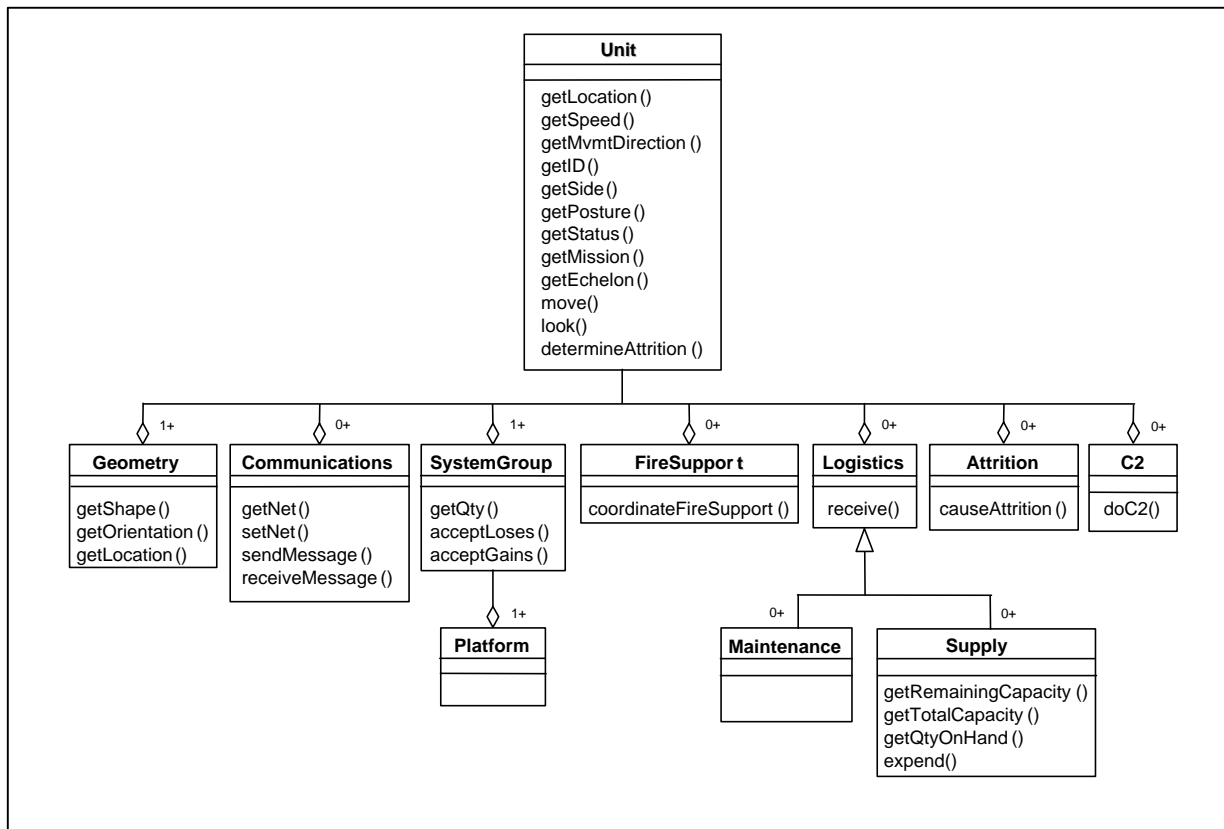 Unit
getLocation()
getSpeed()
getMvmtDirection ()
getID()
getSide()
getPosture()
getStatus()
getMission()
getEchelon()
move()
look()
determineAttrition ()
1+
0+
1+
0+
0+
0+
0+
Geometry
getShape()
getOrientation()
getLocation()
Communications
getNet()
setNet()
sendMessage()
receiveMessage()
SystemGroup
getQty()
acceptLoses()
acceptGains()
FireSuppor t
coordinateFireSupport ()
Logistics
receive()
Attrition
causeAttrition()
C2
doC2()
1+
Platform
0+
0+
Maintenance
Supply
getRemainingCapacity ()
getTotalCapacity ()
getQtyOnHand ()
expend()